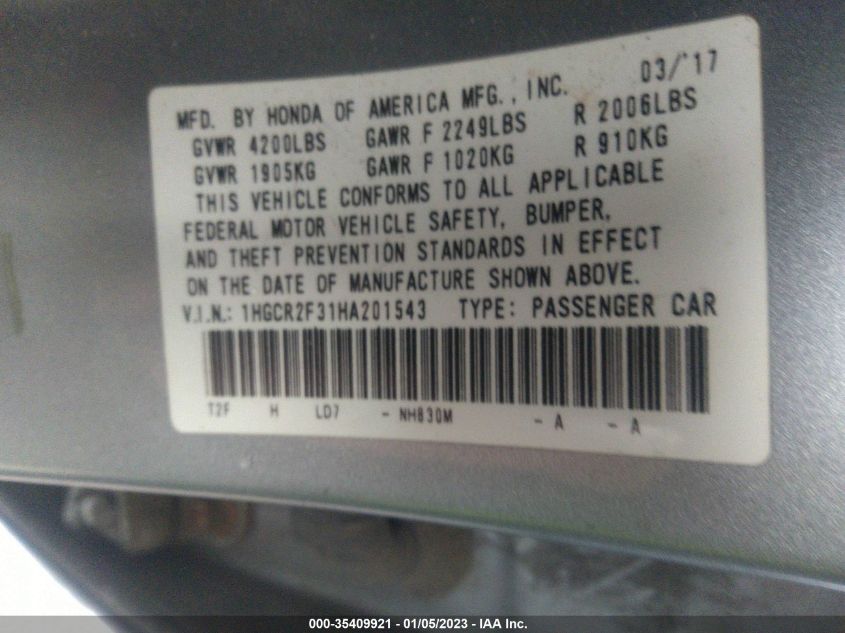 MFD. BY HONDA OF AMERICA MFG., INC. 03/'17
GVWR 4200LBS GAWR F 2249LBS R 2006LBS
GVWR 1905KG GAWR F 1020KG R 910KG
THIS VEHICLE CONFORMS TO ALL APPLICABLE
FEDERAL MOTOR VEHICLE SAFETY, BUMPER,
AND THEFT PREVENTION STANDARDS IN EFFECT
ON THE DATE OF MANUFACTURE SHOWN ABOVE.
V.I.N.: 1HGCR2F31HA201543 TYPE: PASSENGER CAR
T2F H LD7 - NH830M - A - A
000-35409921 - 01/05/2023 - IAA Inc.